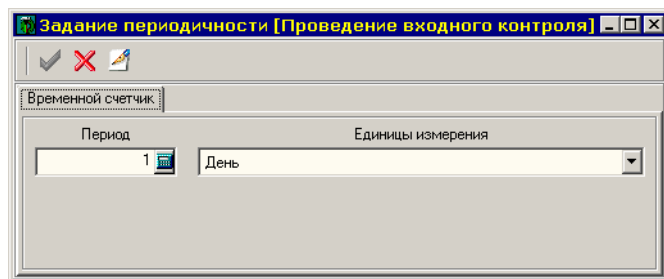 Задание периодичности [Проведение входного контроля]
Временной счетчик
Период Единицы измерения
1 День